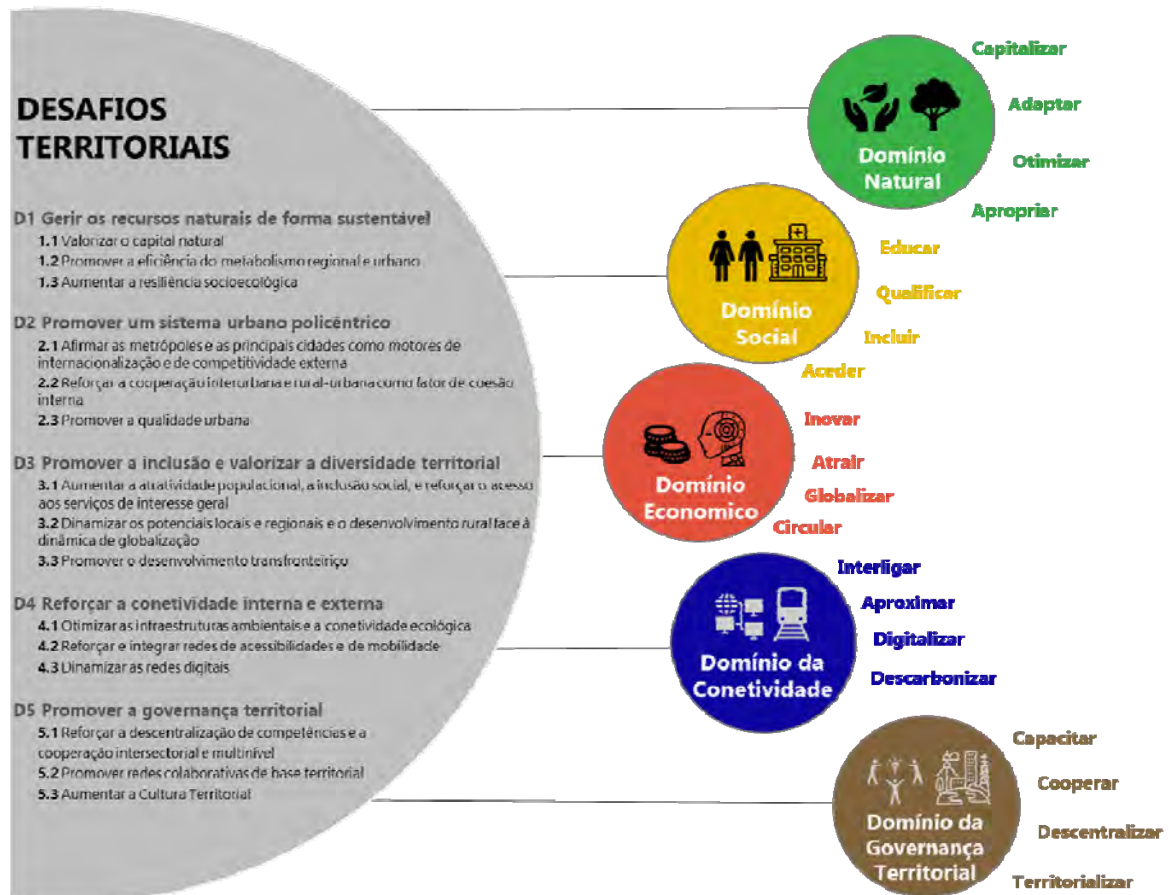 DESAFIOS
TERRITORIAIS
D1 Gerir os recursos naturais de forma sustentável
1.1 Valorizar o capital natural
1.2 Promover a eficiência do metabolismo regional e urbano
1.3 Aumentar a resiliência socioecológica
D2 Promover um sistema urbano policêntrico
2.1 Afirmar as metrópoles e as principais cidades como motores de
internacionalização e de competitividade externa
2.2 Reforçar a cooperação interurbana e rural-urbana como fator de coesão
interna
2.3 Promover a qualidade urbana
D3 Promover a inclusão e valorizar a diversidade territorial
3.1 Aumentar a atratividade populacional, a inclusão social, e reforçar o acesso
aos serviços de interesse geral
3.2 Dinamizar os potenciais locais e regionais e o desenvolvimento rural face à
dinâmica de globalização
3.3 Promover o desenvolvimento transfronteiriço
D4 Reforçar a conetividade interna e externa
4.1 Otimizar as infraestruturas ambientais e a conetividade ecológica
4.2 Reforçar e integrar redes de acessibilidades e de mobilidade
4.3 Dinamizar as redes digitais
D5 Promover a governança territorial
5.1 Reforçar a descentralização de competências e a
cooperação intersectorial e multinível
5.2 Promover redes colaborativas de base territorial
5.3 Aumentar a Cultura Territorial
Domínio
Natural
Capitalizar
Adaptar
Otimizar
Apropriar
Domínio
Social
Educar
Qualificar
Incluir
Aceder
Domínio
Economico
Inovar
Atrair
Globalizar
Circular
Domínio da
Conetividade
Interligar
Aproximar
Digitalizar
Descarbonizar
Domínio da
Governança
Territorial
Capacitar
Cooperar
Descentralizar
Territorializar